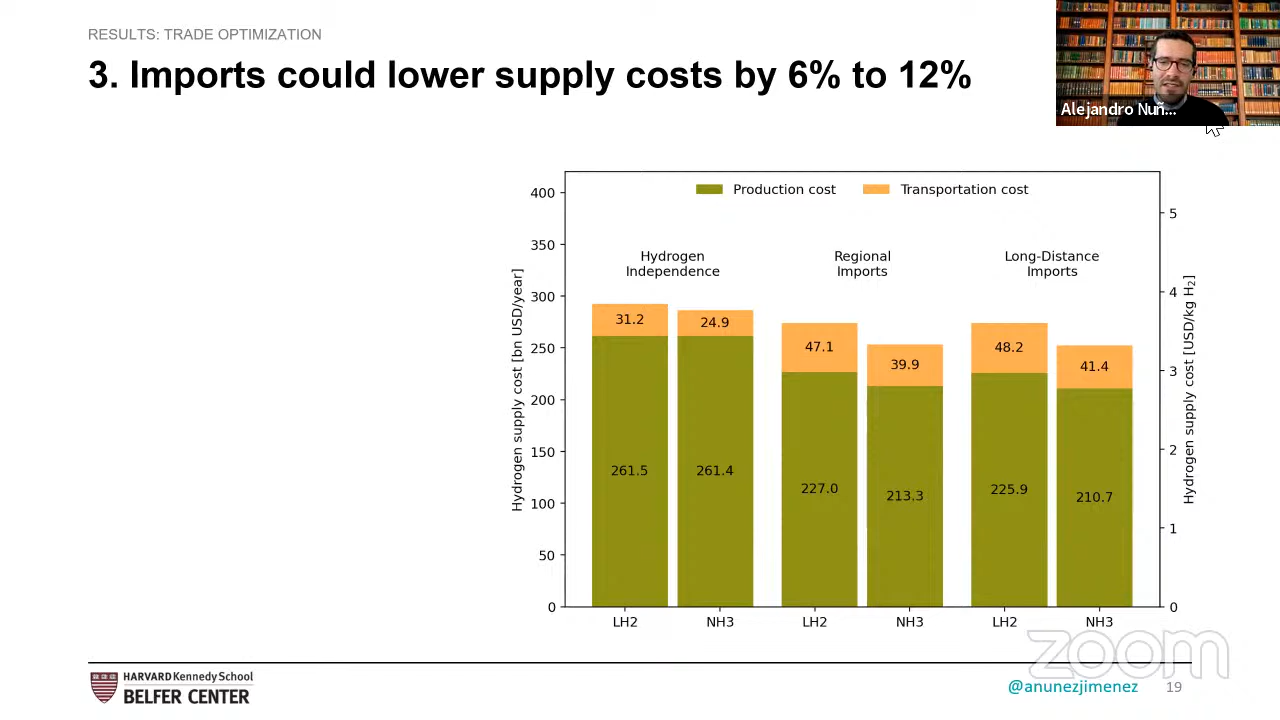 RESULTS: TRADE OPTIMIZATION
3. Imports could lower supply costs by 6% to 12%
Alejandro Nuñ...
Production cost
Transportation cost
Hydrogen supply cost [bn USD/year]
400
350
300
250
200
150
100
50
0
Hydrogen
Independence
Regional
Imports
Long-Distance
Imports
31.2
24.9
47.1
39.9
48.2
41.4
261.5
261.4
227.0
213.3
225.9
210.7
LH2
NH3
LH2
NH3
LH2
NH3
5
4
3
2
1
0
Hydrogen supply cost [USD/kg H₂]
zoom
HARVARD Kennedy School
BELFER CENTER
@anunezjimenez
19